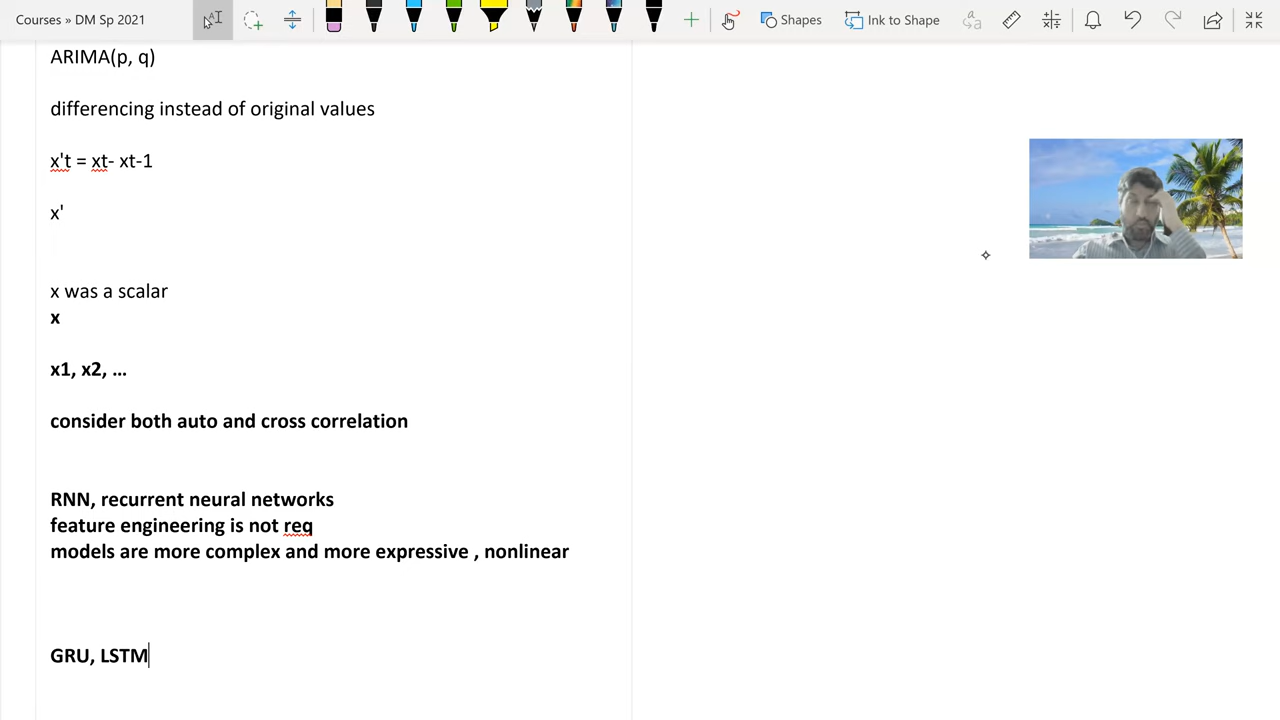 Courses » DM Sp 2021
Shapes
Ink to Shape
ARIMA(p, q)
differencing instead of original values
x't = xt- xt-1
x'
x was a scalar
x
x1, x2, ...
consider both auto and cross correlation
RNN, recurrent neural networks
feature engineering is not req
models are more complex and more expressive , nonlinear
GRU, LSTM